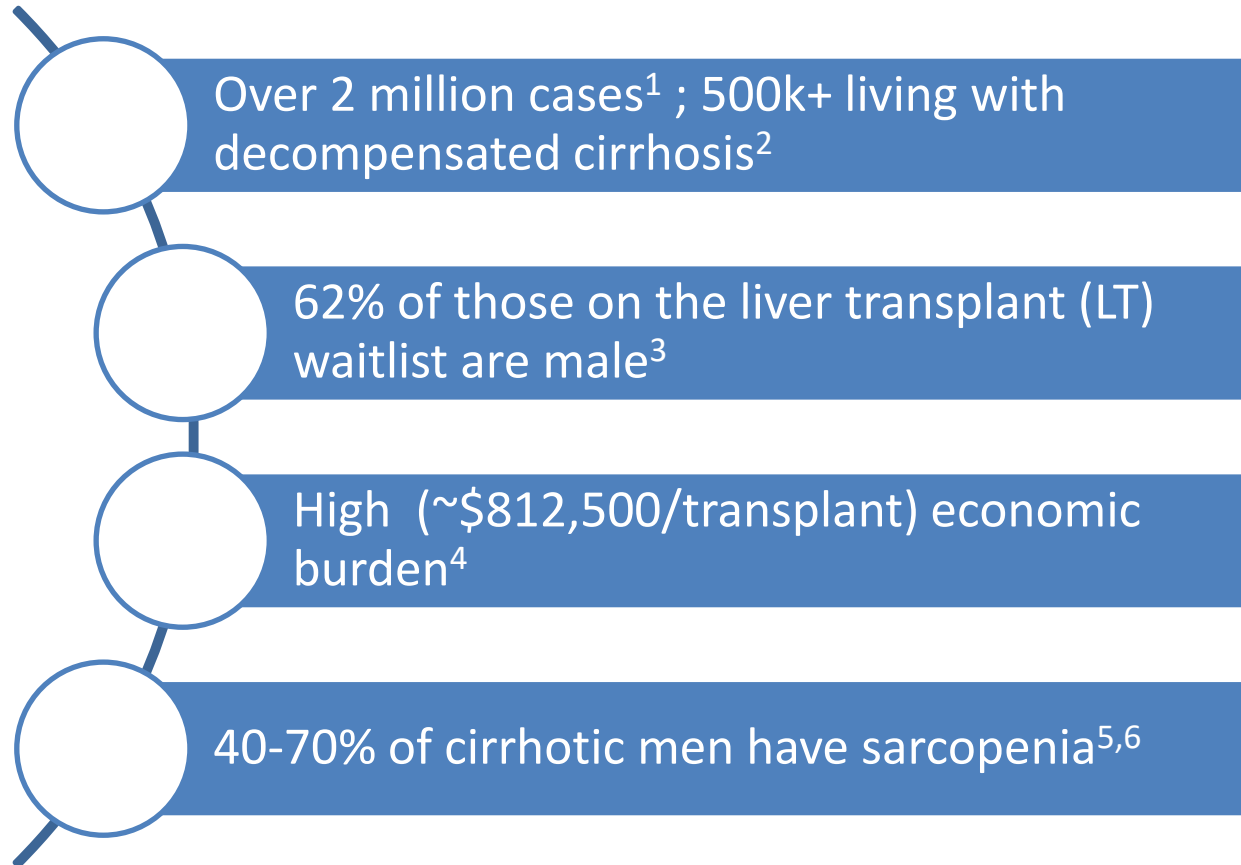 Over 2 million cases¹ ; 500k+ living with
decompensated cirrhosis²
62% of those on the liver transplant (LT)
waitlist are male³
High  (~$812,500/transplant) economic
burden⁴
40-70% of cirrhotic men have sarcopenia⁵,⁶